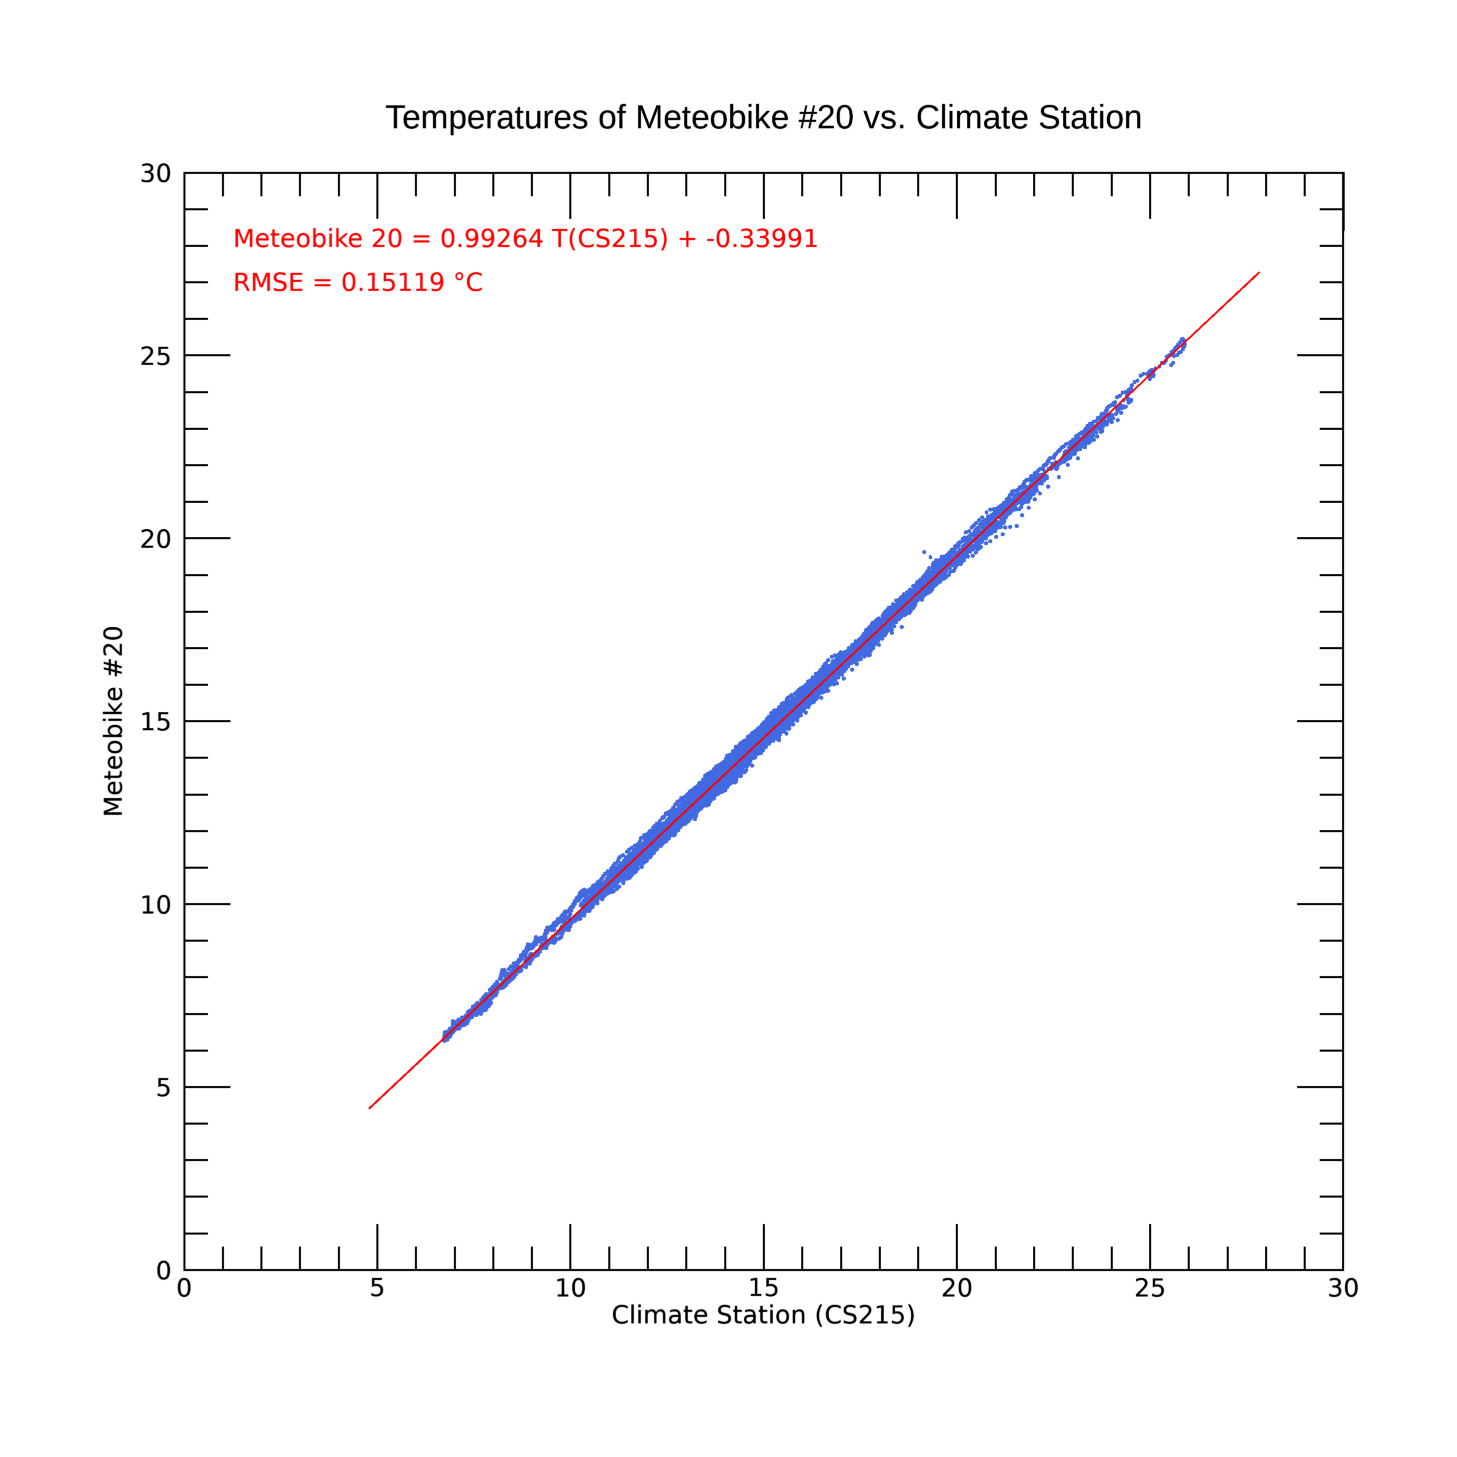 Temperatures of Meteobike #20 vs. Climate Station
Meteobike 20 = 0.99264 T(CS215) + -0.33991
RMSE = 0.15119 °C
30
25
20
15
10
5
0
Meteobike #20
0 5 10 15 20 25 30
Climate Station (CS215)